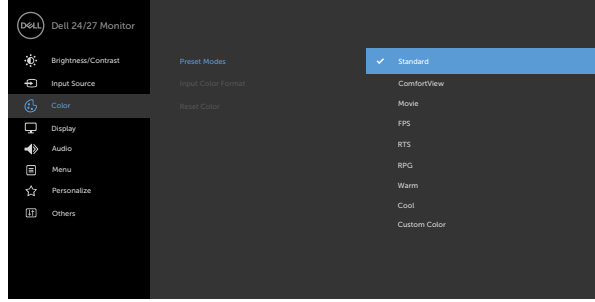 DELL Dell 24/27 Monitor
Brightness/Contrast
Input Source
Color
Display
Audio
Menu
Personalize
Others
Preset Modes
Input Color Format
Reset Color
Standard
ComfortView
Movie
FPS
RTS
RPG
Warm
Cool
Custom Color